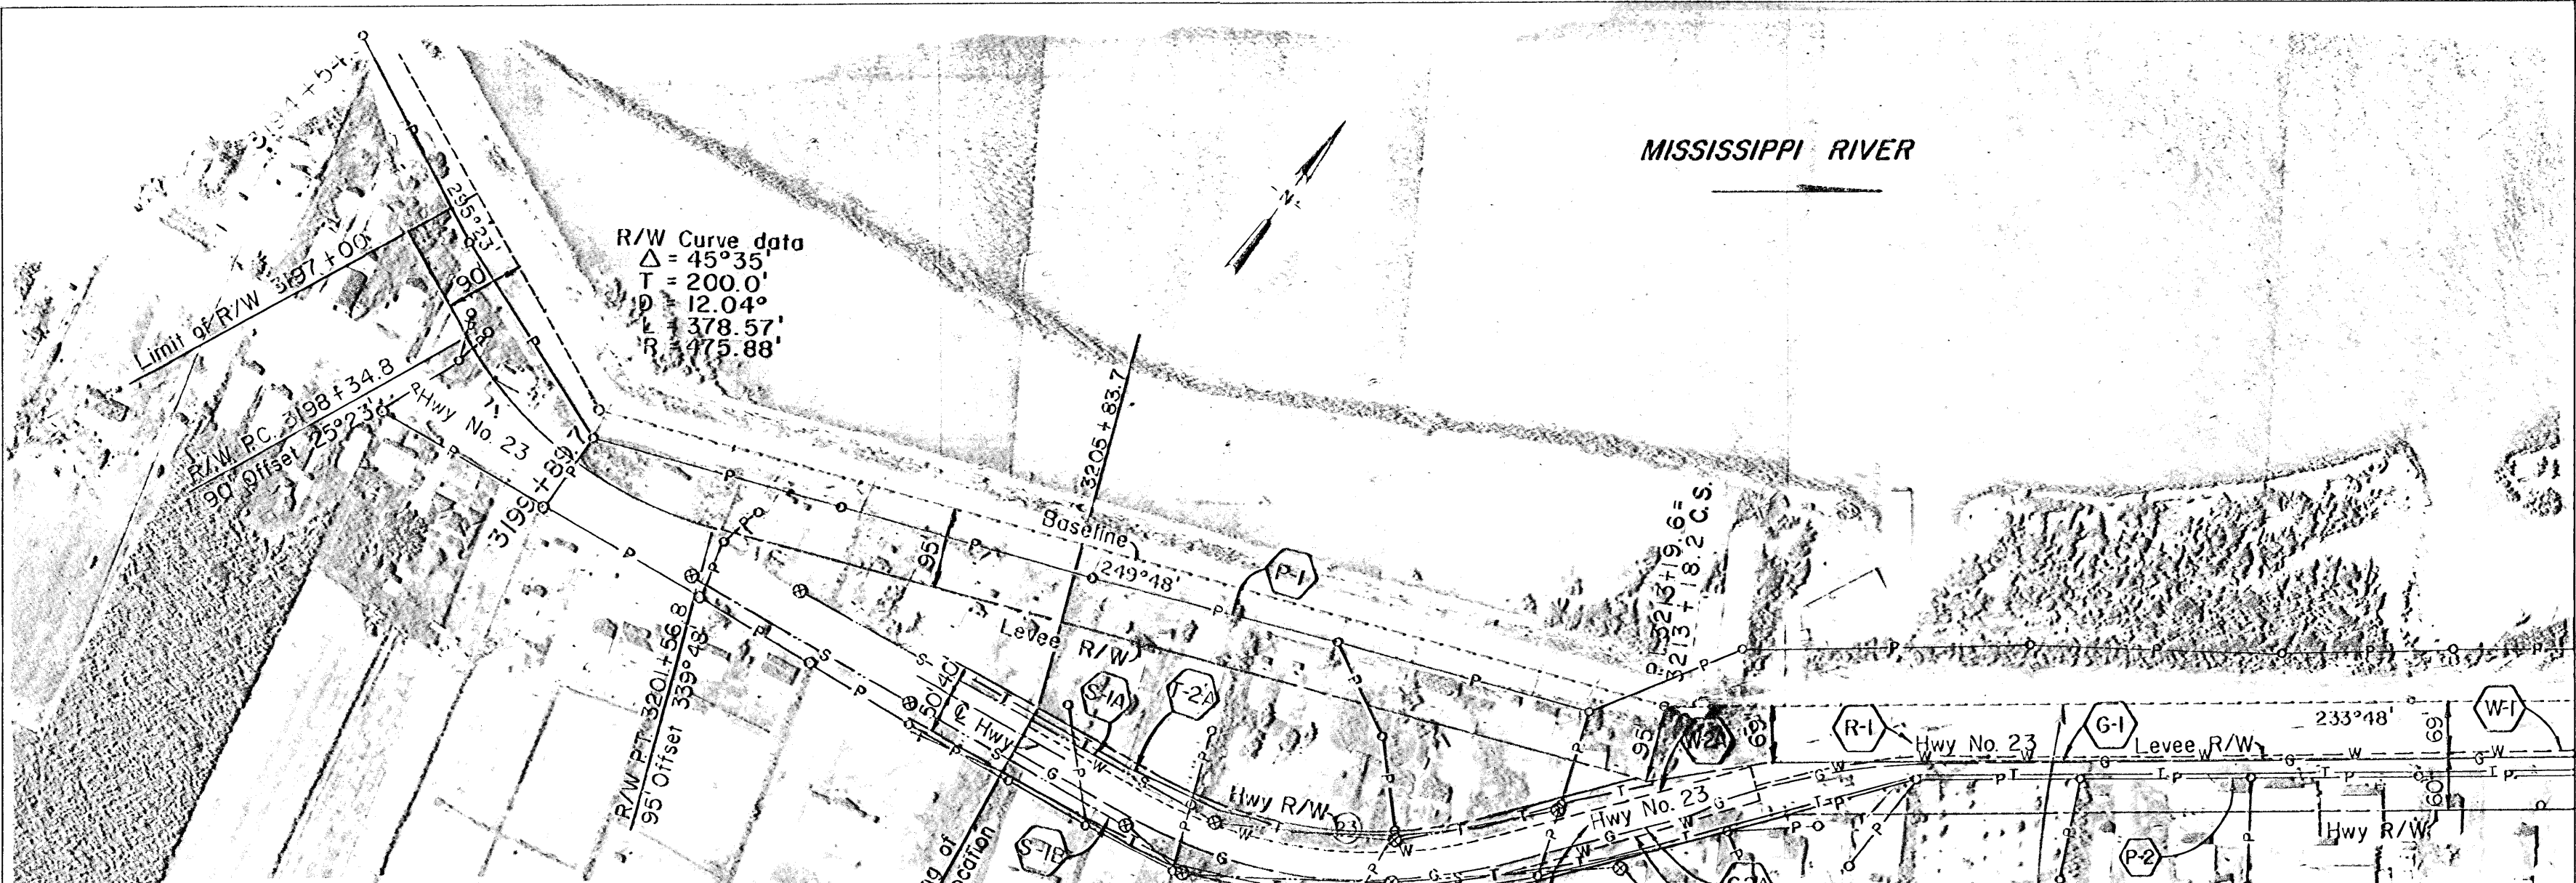 MISSISSIPPI RIVER
N
R/W Curve data
Δ = 45°35'
T = 200.0'
D = 12.04°
L = 378.57'
R = 475.88'
295°23'
90'
Limit of R/W 3197+00
R/W P.C. 3198+34.8
90' Offset 25°23'
Hwy No. 23
3199+89.7
3205+83.7
Baseline
249°48'
95'
P-1
3213+19.6=
3213+18.2 C.S.
Levee R/W
R/W PT 3201+56.8
95' Offset 339°48'
50' 40'
℄ Hwy
S-1A
T-2A
S-1B
Hwy R/W
23
Hwy No. 23
95'
W-2A
69'
R-1
Hwy No. 23
G-1
Levee R/W
233°48'
69'
W-1
60'
Hwy R/W
P-2